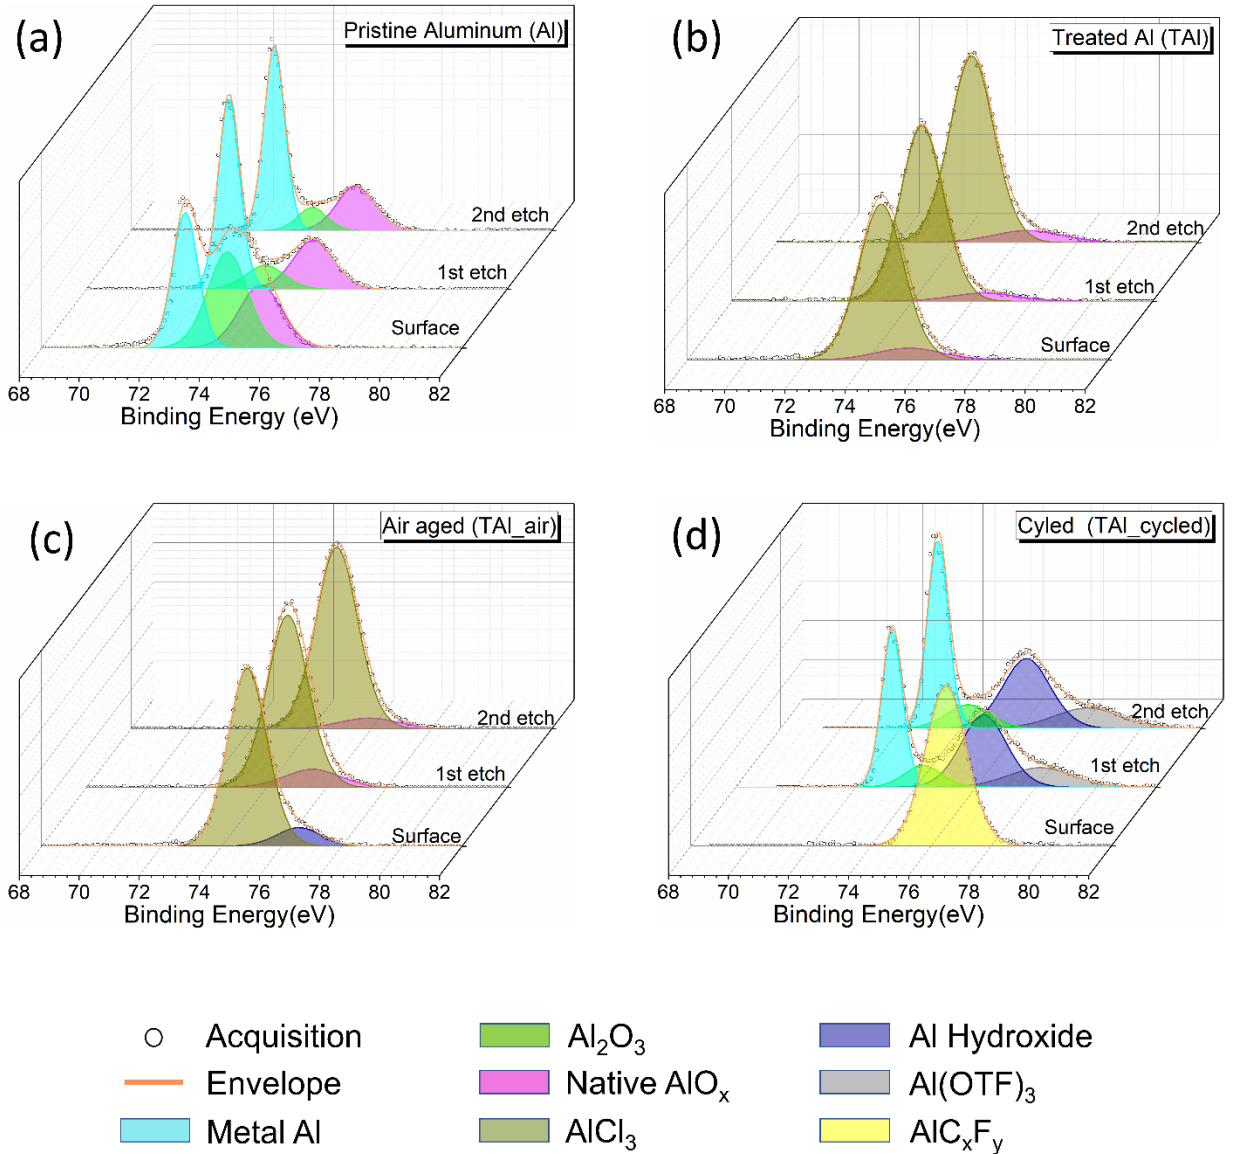 (a)
Pristine Aluminum (Al)
2nd etch
1st etch
Surface
68 70 72 74 76 78 80 82
Binding Energy (eV)
(b)
Treated Al (TAl)
2nd etch
1st etch
Surface
68 70 72 74 76 78 80 82
Binding Energy(eV)
(c)
Air aged (TAl_air)
2nd etch
1st etch
Surface
68 70 72 74 76 78 80 82
Binding Energy(eV)
(d)
Cyled (TAl_cycled)
2nd etch
1st etch
Surface
68 70 72 74 76 78 80 82
Binding Energy(eV)
Acquisition
Envelope
Metal Al
Al₂O₃
Native AlOₓ
AlCl₃
Al Hydroxide
Al(OTF)₃
AlCₓFᵧ